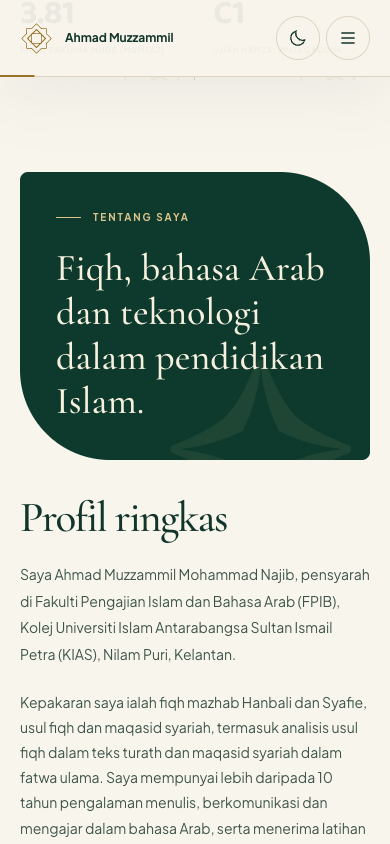 3.81
C1
Ahmad Muzzammil
TENTANG SAYA
Fiqh, bahasa Arab
dan teknologi
dalam pendidikan
Islam.
Profil ringkas
Saya Ahmad Muzzammil Mohammad Najib, pensyarah
di Fakulti Pengajian Islam dan Bahasa Arab (FPIB),
Kolej Universiti Islam Antarabangsa Sultan Ismail
Petra (KIAS), Nilam Puri, Kelantan.
Kepakaran saya ialah fiqh mazhab Hanbali dan Syafie,
usul fiqh dan maqasid syariah, termasuk analisis usul
fiqh dalam teks turath dan maqasid syariah dalam
fatwa ulama. Saya mempunyai lebih daripada 10
tahun pengalaman menulis, berkomunikasi dan
mengajar dalam bahasa Arab, serta menerima latihan